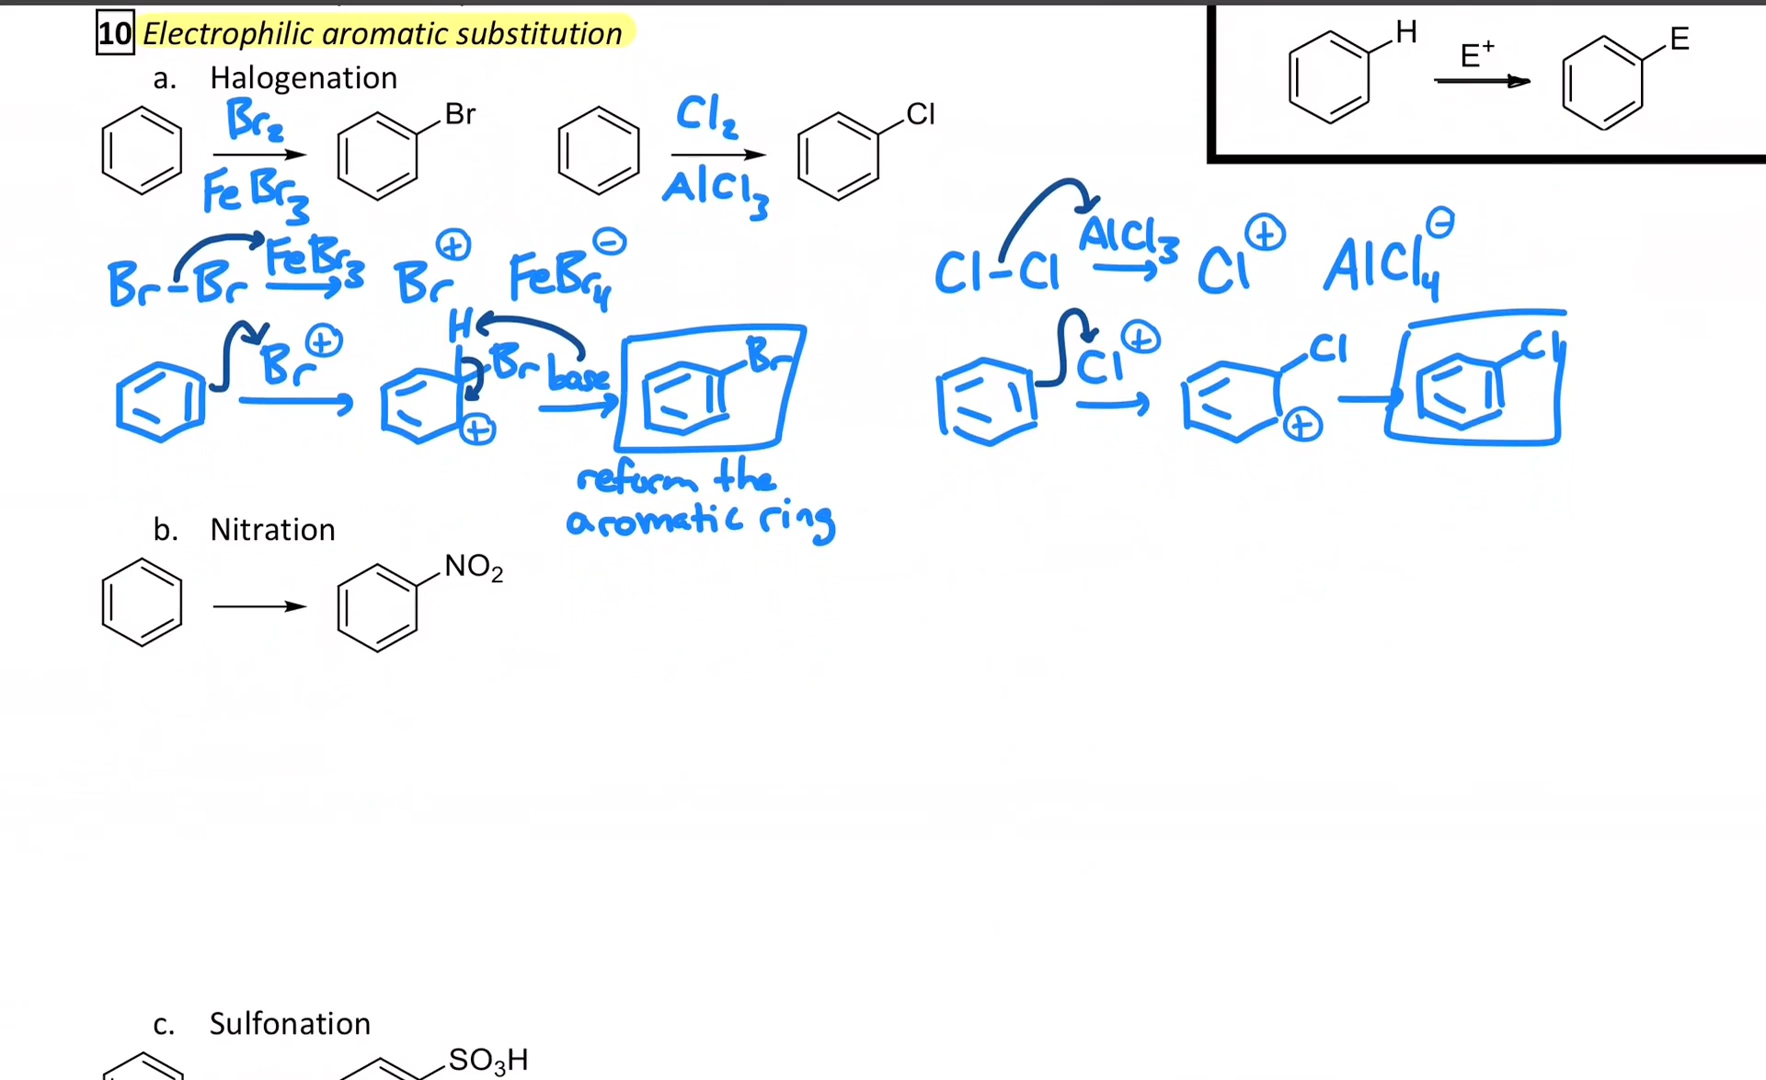 10 Electrophilic aromatic substitution
H E⁺ E
a. Halogenation
Br₂ Br Cl₂ Cl
FeBr₃ AlCl₃
Br-Br FeBr₃ Br ⊕ FeBr₄ ⊖ Cl-Cl AlCl₃ Cl ⊕ AlCl₄ ⊖
Br ⊕ H Br ⊕ base Br Cl ⊕ Cl ⊕ Cl
reform the
aromatic ring
b. Nitration
NO₂
c. Sulfonation
SO₃H